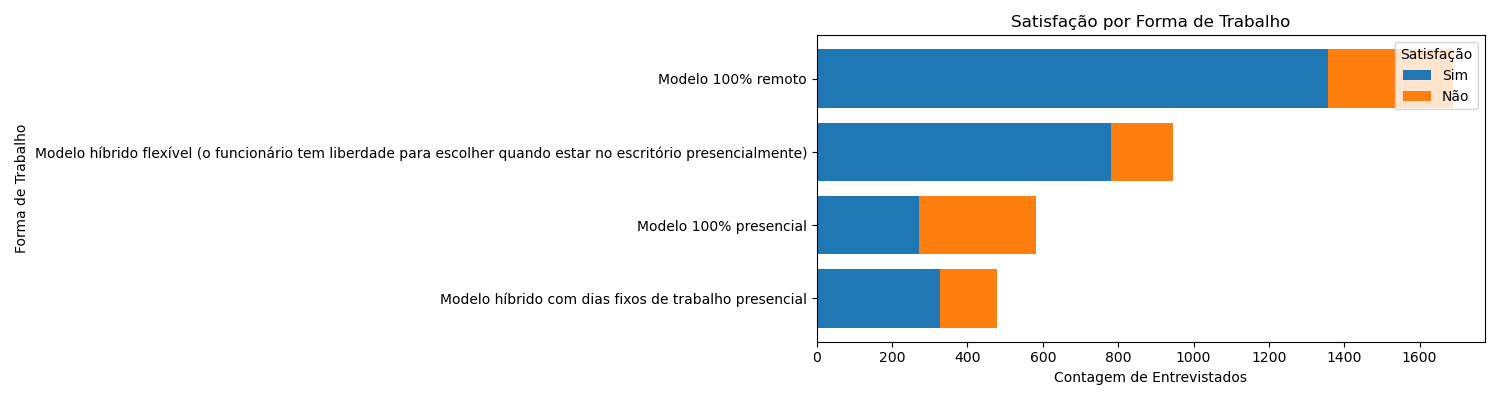 Satisfação por Forma de Trabalho
Forma de Trabalho
Modelo 100% remoto
Modelo híbrido flexível (o funcionário tem liberdade para escolher quando estar no escritório presencialmente)
Modelo 100% presencial
Modelo híbrido com dias fixos de trabalho presencial
Satisfação
Sim
Não
0 200 400 600 800 1000 1200 1400 1600
Contagem de Entrevistados